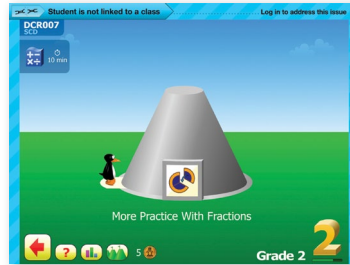 Student is not linked to a class
Log in to address this issue
DCR007
SCD
10 min
More Practice With Fractions
?
5
Grade 2
2